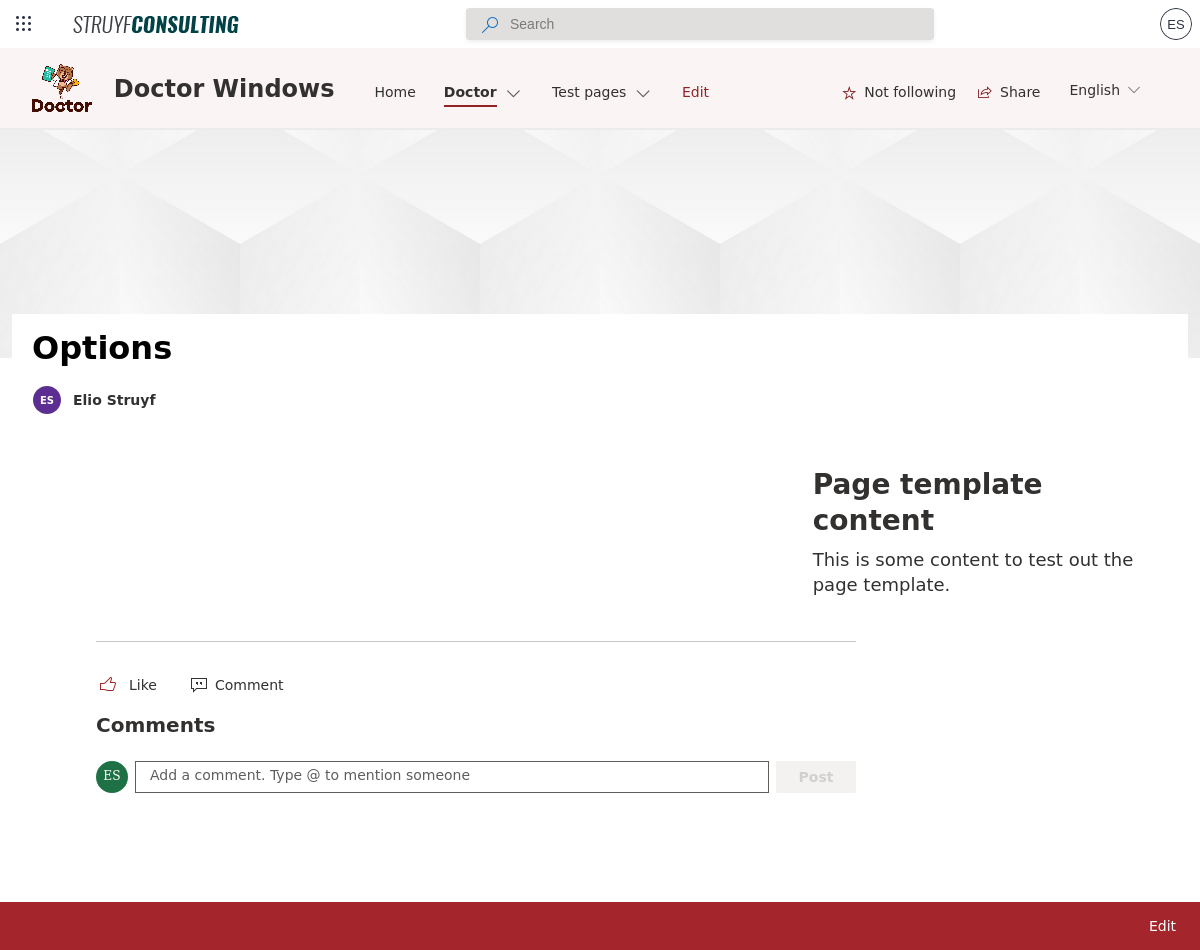 STRUYFCONSULTING
Search
ES
Doctor
Doctor Windows
Home
Doctor
Test pages
Edit
Not following
Share
English
Options
ES
Elio Struyf
Page template
content
This is some content to test out the
page template.
Like
Comment
Comments
ES
Add a comment. Type @ to mention someone
Post
Edit